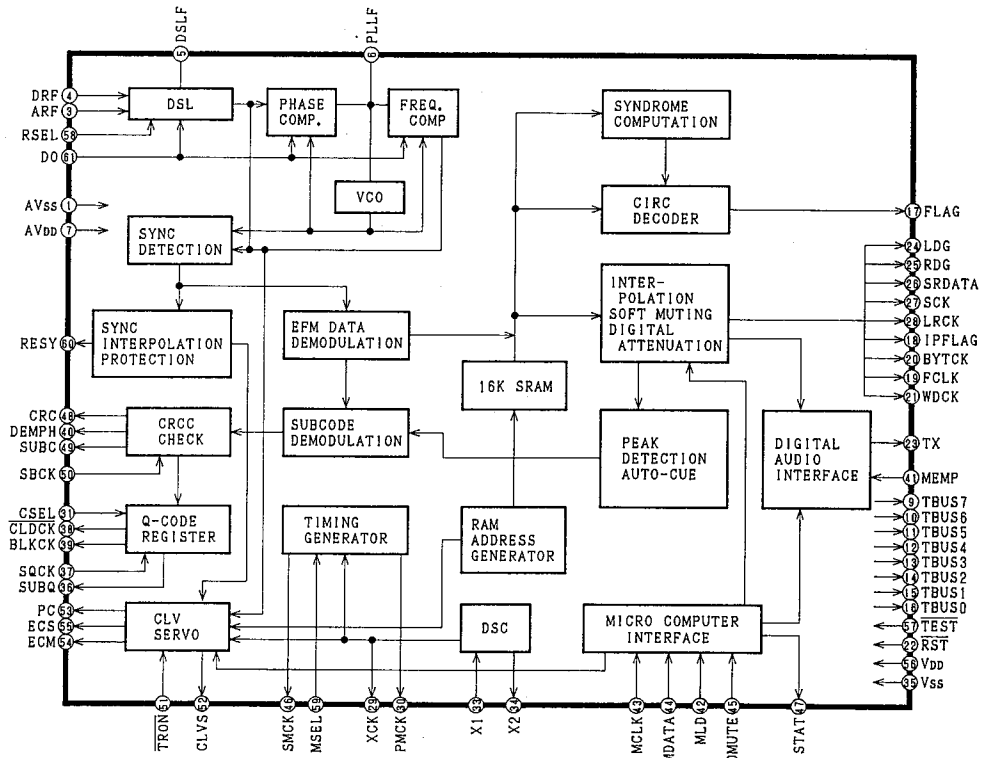 5 DSLF
6 PLLF
DRF 4
ARF 3
RSEL 58
DO 61
AVSS 1
AVDD 7
DSL
PHASE
COMP.
FREQ.
COMP
VCO
SYNC
DETECTION
SYNDROME
COMPUTATION
CIRC
DECODER
17 FLAG
24 LDG
25 RDG
26 SRDATA
27 SCK
28 LRCK
18 IPFLAG
20 BYTCK
19 FCLK
21 WDCK
RESY 60
SYNC
INTERPOLATION
PROTECTION
EFM DATA
DEMODULATION
INTER-
POLATION
SOFT MUTING
DIGITAL
ATTENUATION
16K SRAM
CRC 48
DEMPH 40
SUBC 49
SBCK 50
CRCC
CHECK
SUBCODE
DEMODULATION
PEAK
DETECTION
AUTO-CUE
DIGITAL
AUDIO
INTERFACE
23 TX
41 MEMP
CSEL 31
CLDCK 38
BLKCK 39
SQCK 37
SUBQ 36
Q-CODE
REGISTER
TIMING
GENERATOR
RAM
ADDRESS
GENERATOR
9 TBUS7
10 TBUS6
11 TBUS5
12 TBUS4
13 TBUS3
14 TBUS2
15 TBUS1
16 TBUS0
57 TEST
22 RST
56 VDD
35 VSS
PC 53
ECS 55
ECM 54
CLV
SERVO
DSC
MICRO COMPUTER
INTERFACE
51 TRON
52 CLVS
46 SMCK
59 MSEL
29 XCK
30 PMCK
33 X1
34 X2
43 MCLK
44 MDATA
42 MLD
45 DMUTE
47 STAT